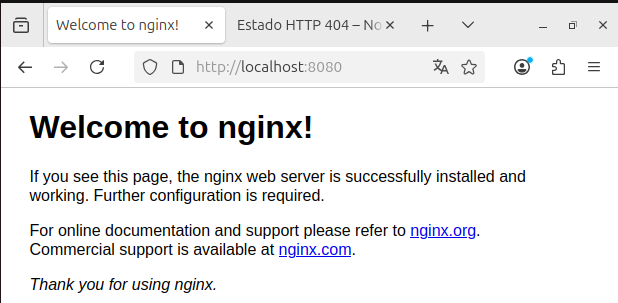 Welcome to nginx!
Estado HTTP 404 – No
http://localhost:8080
Welcome to nginx!
If you see this page, the nginx web server is successfully installed and
working. Further configuration is required.
For online documentation and support please refer to nginx.org.
Commercial support is available at nginx.com.
Thank you for using nginx.